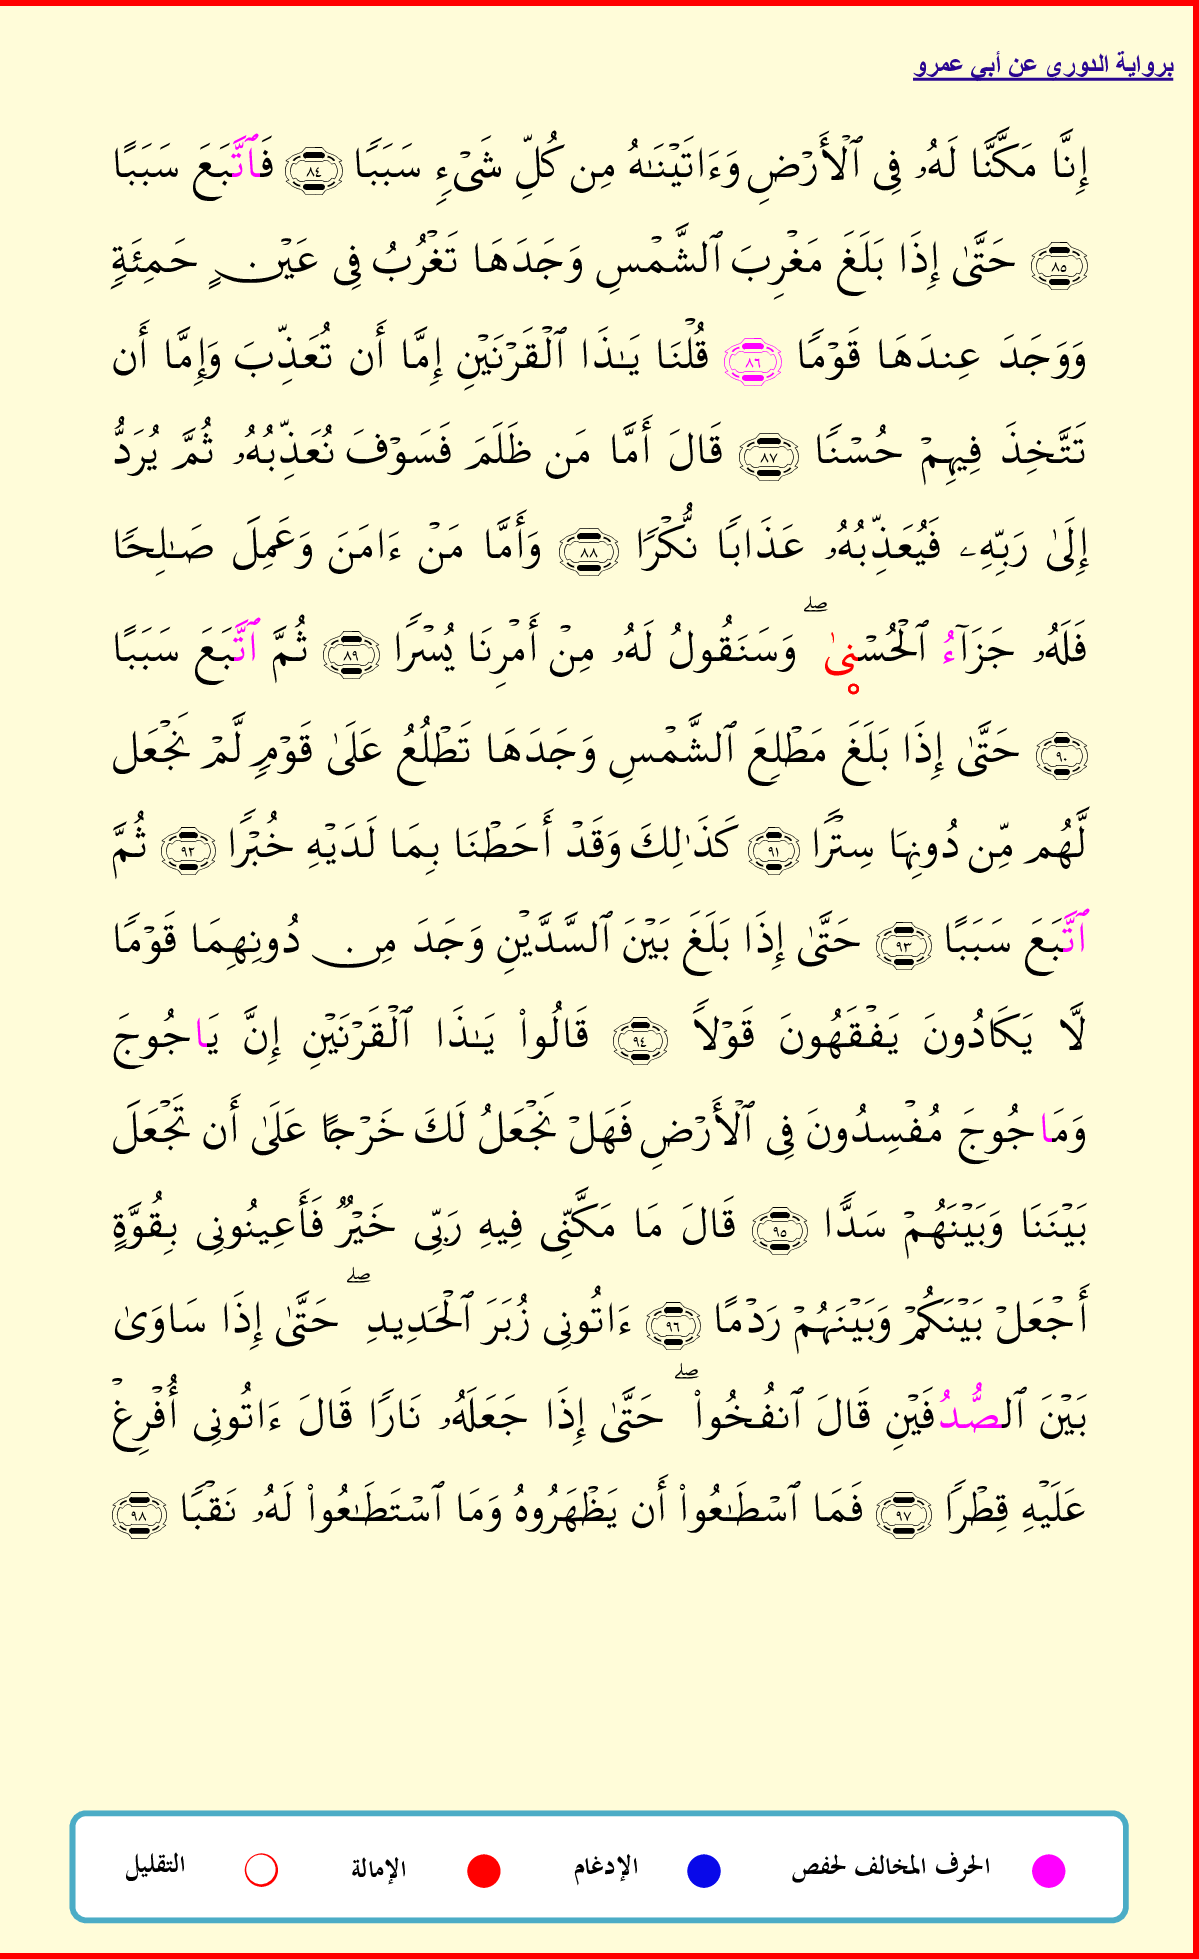 برواية الدورى عن أبى عمرو
إِنَّا مَكَّنَّا لَهُۥ فِى ٱلْأَرْضِ وَءَاتَيْنَـٰهُ مِن كُلِّ شَىْءٍ سَبَبًا ٨٤ فَٱتَّبَعَ سَبَبًا
٨٥ حَتَّىٰ إِذَا بَلَغَ مَغْرِبَ ٱلشَّمْسِ وَجَدَهَا تَغْرُبُ فِى عَيْنٍ حَمِئَةٍ
وَوَجَدَ عِندَهَا قَوْمًا ٨٦ قُلْنَا يَـٰذَا ٱلْقَرْنَيْنِ إِمَّا أَن تُعَذِّبَ وَإِمَّا أَن
تَتَّخِذَ فِيهِمْ حُسْنًا ٨٧ قَالَ أَمَّا مَن ظَلَمَ فَسَوْفَ نُعَذِّبُهُۥ ثُمَّ يُرَدُّ
إِلَىٰ رَبِّهِۦ فَيُعَذِّبُهُۥ عَذَابًا نُّكْرًا ٨٨ وَأَمَّا مَنْ ءَامَنَ وَعَمِلَ صَـٰلِحًا
فَلَهُۥ جَزَآءُ ٱلْحُسْنِىٰ ۖ وَسَنَقُولُ لَهُۥ مِنْ أَمْرِنَا يُسْرًا ٨٩ ثُمَّ ٱتَّبَعَ سَبَبًا
٩٠ حَتَّىٰ إِذَا بَلَغَ مَطْلِعَ ٱلشَّمْسِ وَجَدَهَا تَطْلُعُ عَلَىٰ قَوْمٍ لَّمْ نَجْعَل
لَّهُم مِّن دُونِهَا سِتْرًا ٩١ كَذَٰلِكَ وَقَدْ أَحَطْنَا بِمَا لَدَيْهِ خُبْرًا ٩٢ ثُمَّ
ٱتَّبَعَ سَبَبًا ٩٣ حَتَّىٰ إِذَا بَلَغَ بَيْنَ ٱلسَّدَّيْنِ وَجَدَ مِن دُونِهِمَا قَوْمًا
لَّا يَكَادُونَ يَفْقَهُونَ قَوْلًا ٩٤ قَالُوا۟ يَـٰذَا ٱلْقَرْنَيْنِ إِنَّ يَاجُوجَ
وَمَاجُوجَ مُفْسِدُونَ فِى ٱلْأَرْضِ فَهَلْ نَجْعَلُ لَكَ خَرْجًا عَلَىٰ أَن تَجْعَلَ
بَيْنَنَا وَبَيْنَهُمْ سَدًّا ٩٥ قَالَ مَا مَكَّنِّى فِيهِ رَبِّى خَيْرٌ فَأَعِينُونِى بِقُوَّةٍ
أَجْعَلْ بَيْنَكُمْ وَبَيْنَهُمْ رَدْمًا ٩٦ ءَاتُونِى زُبَرَ ٱلْحَدِيدِ ۖ حَتَّىٰ إِذَا سَاوَىٰ
بَيْنَ ٱلصُّدُفَيْنِ قَالَ ٱنفُخُوا۟ ۖ حَتَّىٰ إِذَا جَعَلَهُۥ نَارًا قَالَ ءَاتُونِى أُفْرِغْ
عَلَيْهِ قِطْرًا ٩٧ فَمَا ٱسْطَـٰعُوا۟ أَن يَظْهَرُوهُ وَمَا ٱسْتَطَـٰعُوا۟ لَهُۥ نَقْبًا ٩٨
الحرف المخالف لحفص الإدغام الإمالة التقليل